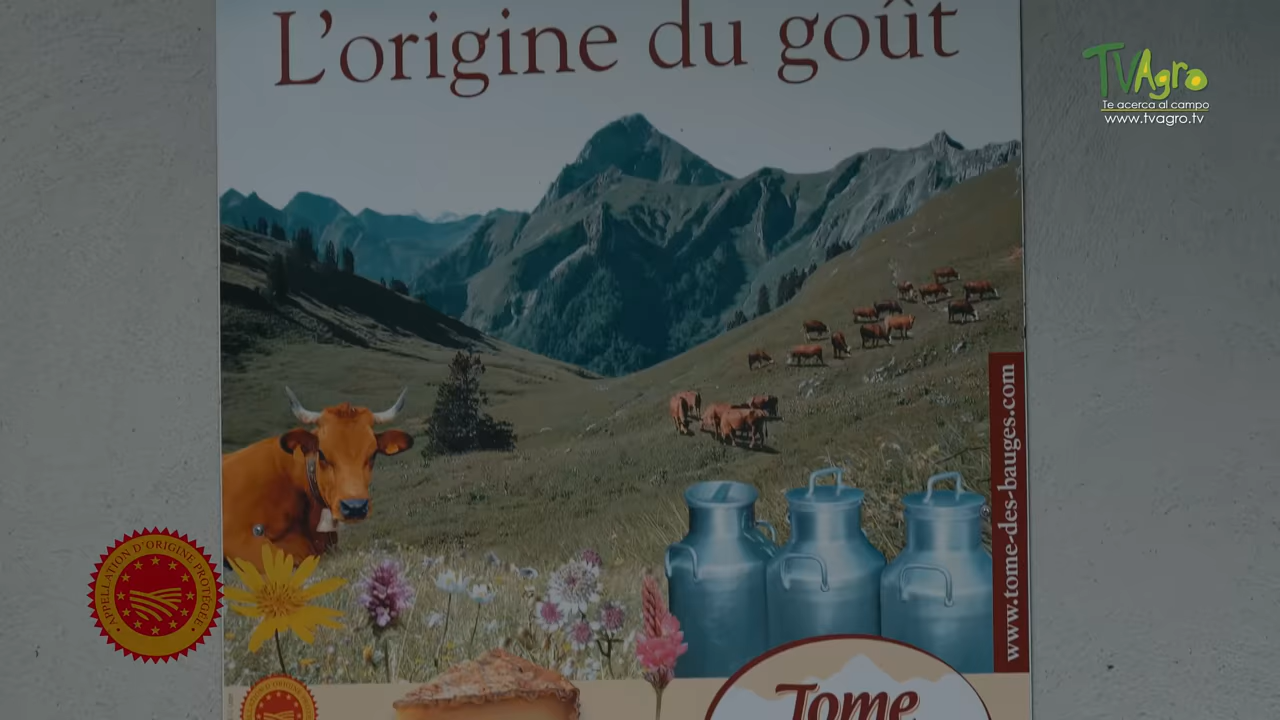 L'origine du goût
TVAgro
Te acerca al campo
www.tvagro.tv
www.tome-des-bauges.com
APPELLATION D'ORIGINE PROTÉGÉE
Tome